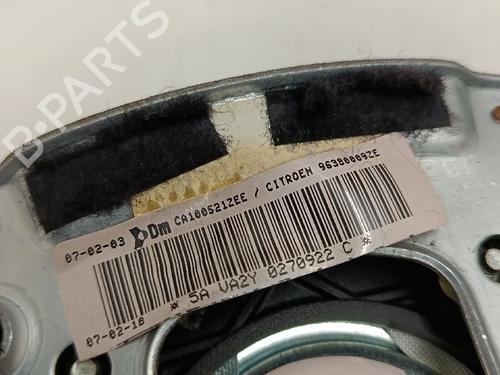 B-PARTS
07-02-03 Dm CA100521ZEE / CITROEN 96380009ZE
* 5A VA2Y 0270922 C *
07-02-18